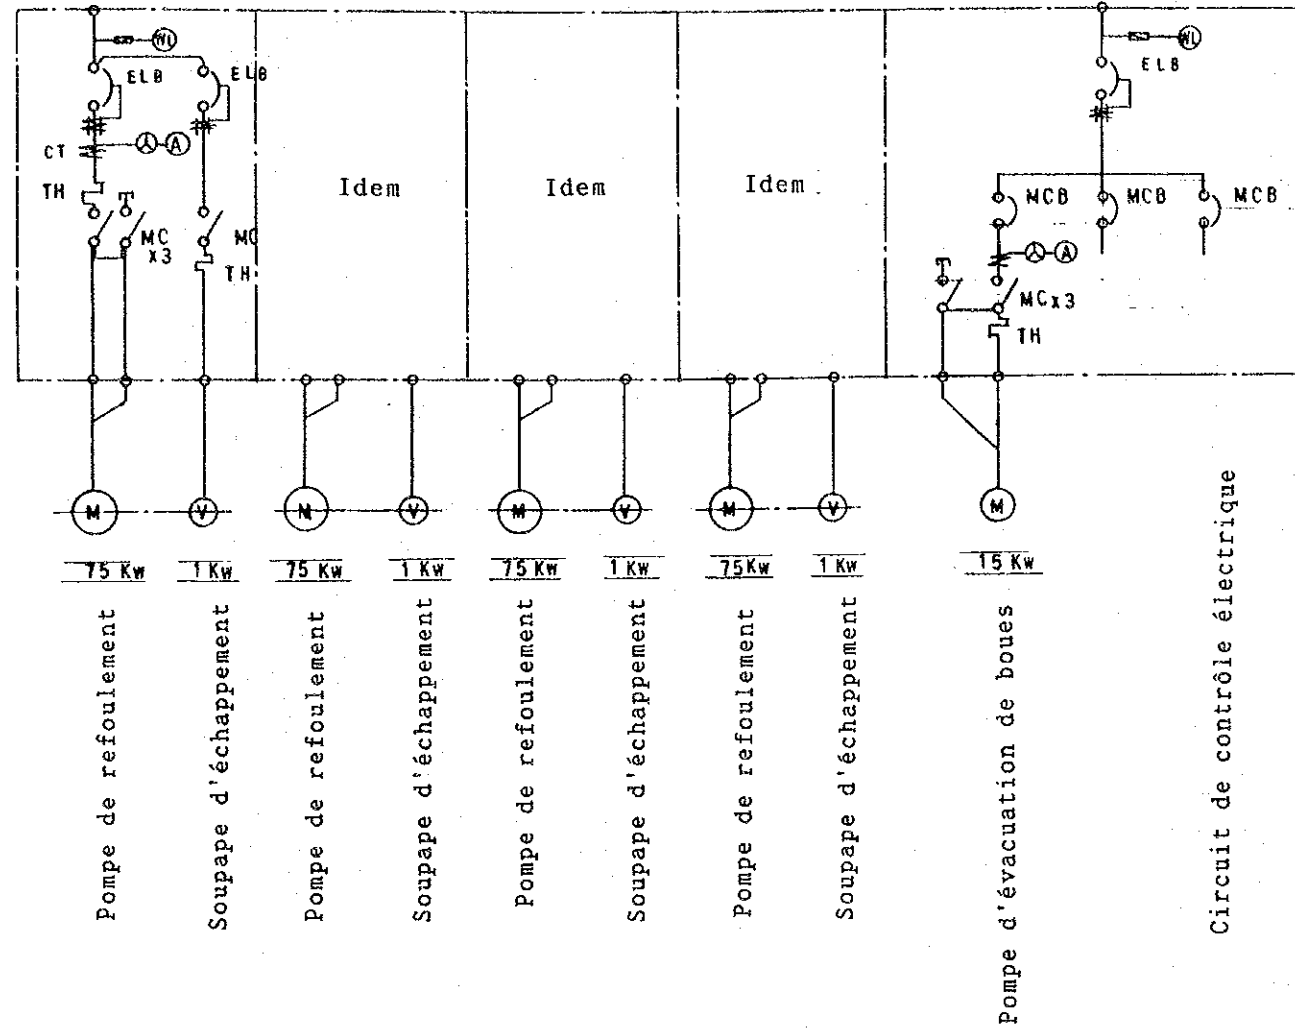 WL
ELB
ELB
CT
A
TH
MC
x3
MC
TH
Idem
Idem
Idem
WL
ELB
MCB
MCB
MCB
A
MCx3
TH
M
V
M
V
M
V
M
V
M
75 Kw
1 Kw
75 Kw
1 Kw
75 Kw
1 Kw
75Kw
1 Kw
15 Kw
Pompe de refoulement
Soupape d'échappement
Pompe de refoulement
Soupape d'échappement
Pompe de refoulement
Soupape d'échappement
Pompe de refoulement
Soupape d'échappement
Pompe d'évacuation de boues
Circuit de contrôle électrique